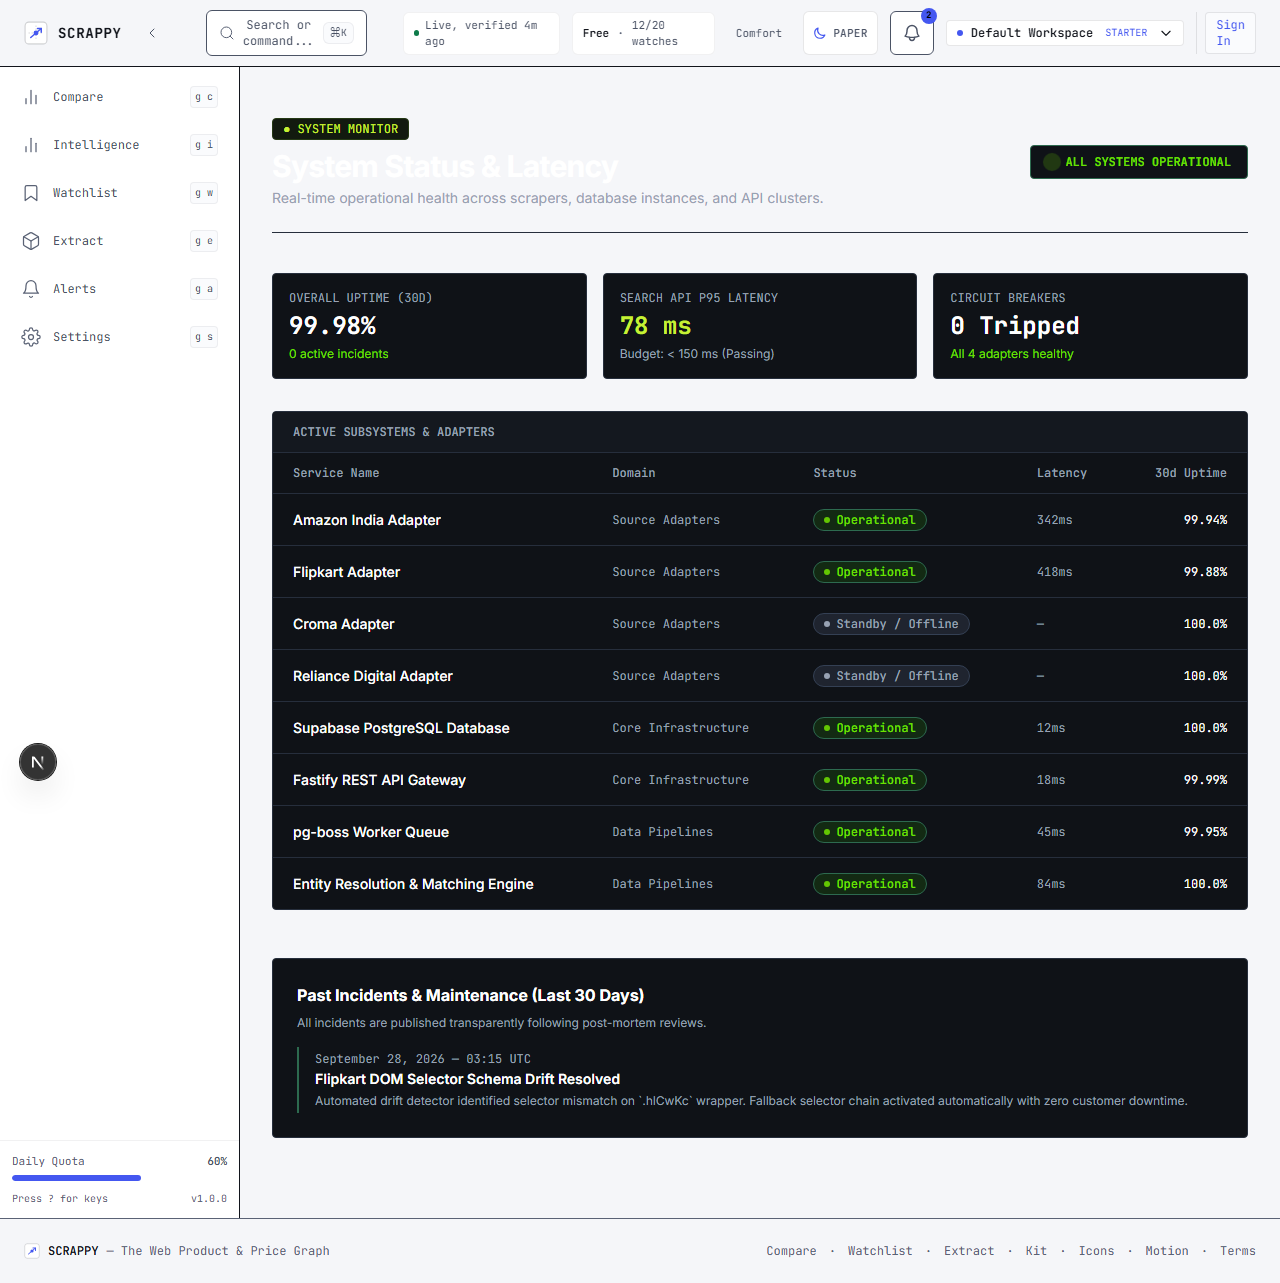 SCRAPPY
Search or command...
⌘K
Live, verified 4m ago
Free · 12/20 watches
Comfort
PAPER
2
Default Workspace STARTER
Sign In
Compare g c
Intelligence g i
Watchlist g w
Extract g e
Alerts g a
Settings g s
N
Daily Quota 60%
Press ? for keys v1.0.0
SYSTEM MONITOR
System Status & Latency
Real-time operational health across scrapers, database instances, and API clusters.
ALL SYSTEMS OPERATIONAL
OVERALL UPTIME (30D)
99.98%
0 active incidents
SEARCH API P95 LATENCY
78 ms
Budget: < 150 ms (Passing)
CIRCUIT BREAKERS
0 Tripped
All 4 adapters healthy
ACTIVE SUBSYSTEMS & ADAPTERS
Service Name Domain Status Latency 30d Uptime
Amazon India Adapter Source Adapters Operational 342ms 99.94%
Flipkart Adapter Source Adapters Operational 418ms 99.88%
Croma Adapter Source Adapters Standby / Offline — 100.0%
Reliance Digital Adapter Source Adapters Standby / Offline — 100.0%
Supabase PostgreSQL Database Core Infrastructure Operational 12ms 100.0%
Fastify REST API Gateway Core Infrastructure Operational 18ms 99.99%
pg-boss Worker Queue Data Pipelines Operational 45ms 99.95%
Entity Resolution & Matching Engine Data Pipelines Operational 84ms 100.0%
Past Incidents & Maintenance (Last 30 Days)
All incidents are published transparently following post-mortem reviews.
September 28, 2026 — 03:15 UTC
Flipkart DOM Selector Schema Drift Resolved
Automated drift detector identified selector mismatch on `.hlCwKc` wrapper. Fallback selector chain activated automatically with zero customer downtime.
SCRAPPY — The Web Product & Price Graph
Compare · Watchlist · Extract · Kit · Icons · Motion · Terms